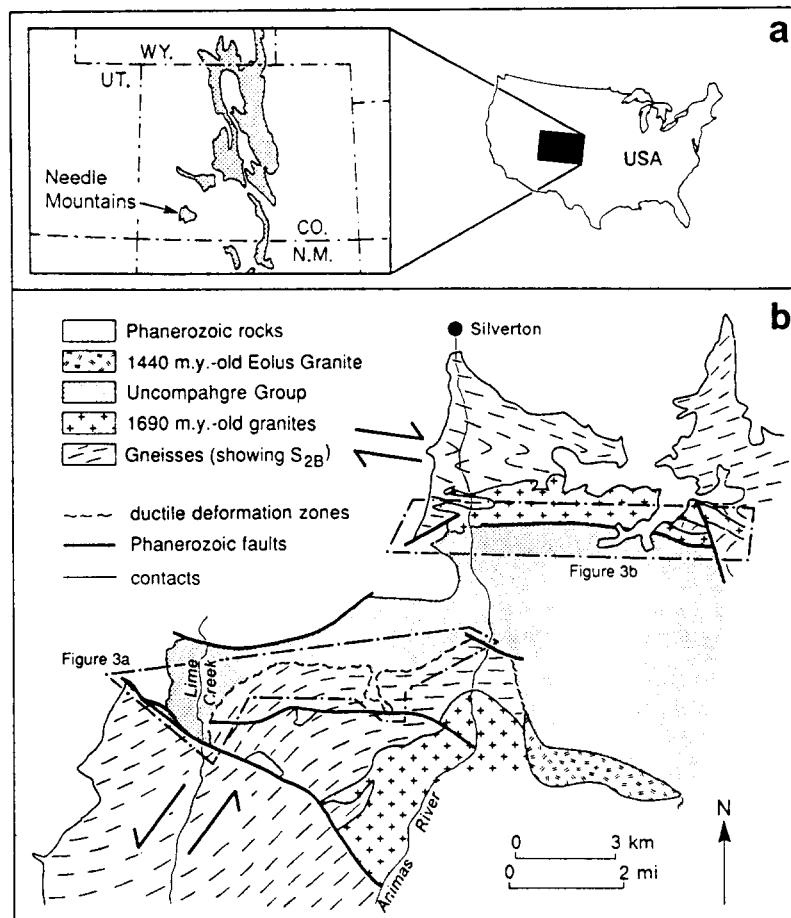 a
WY.
UT.
Needle
Mountains
CO.
N.M.
USA
b
Phanerozoic rocks
1440 m.y.-old Eolus Granite
Uncompahgre Group
1690 m.y.-old granites
Gneisses (showing S2B)
ductile deformation zones
Phanerozoic faults
contacts
Silverton
Figure 3b
Figure 3a
Lime
Creek
Animas
River
N
0 3 km
0 2 mi